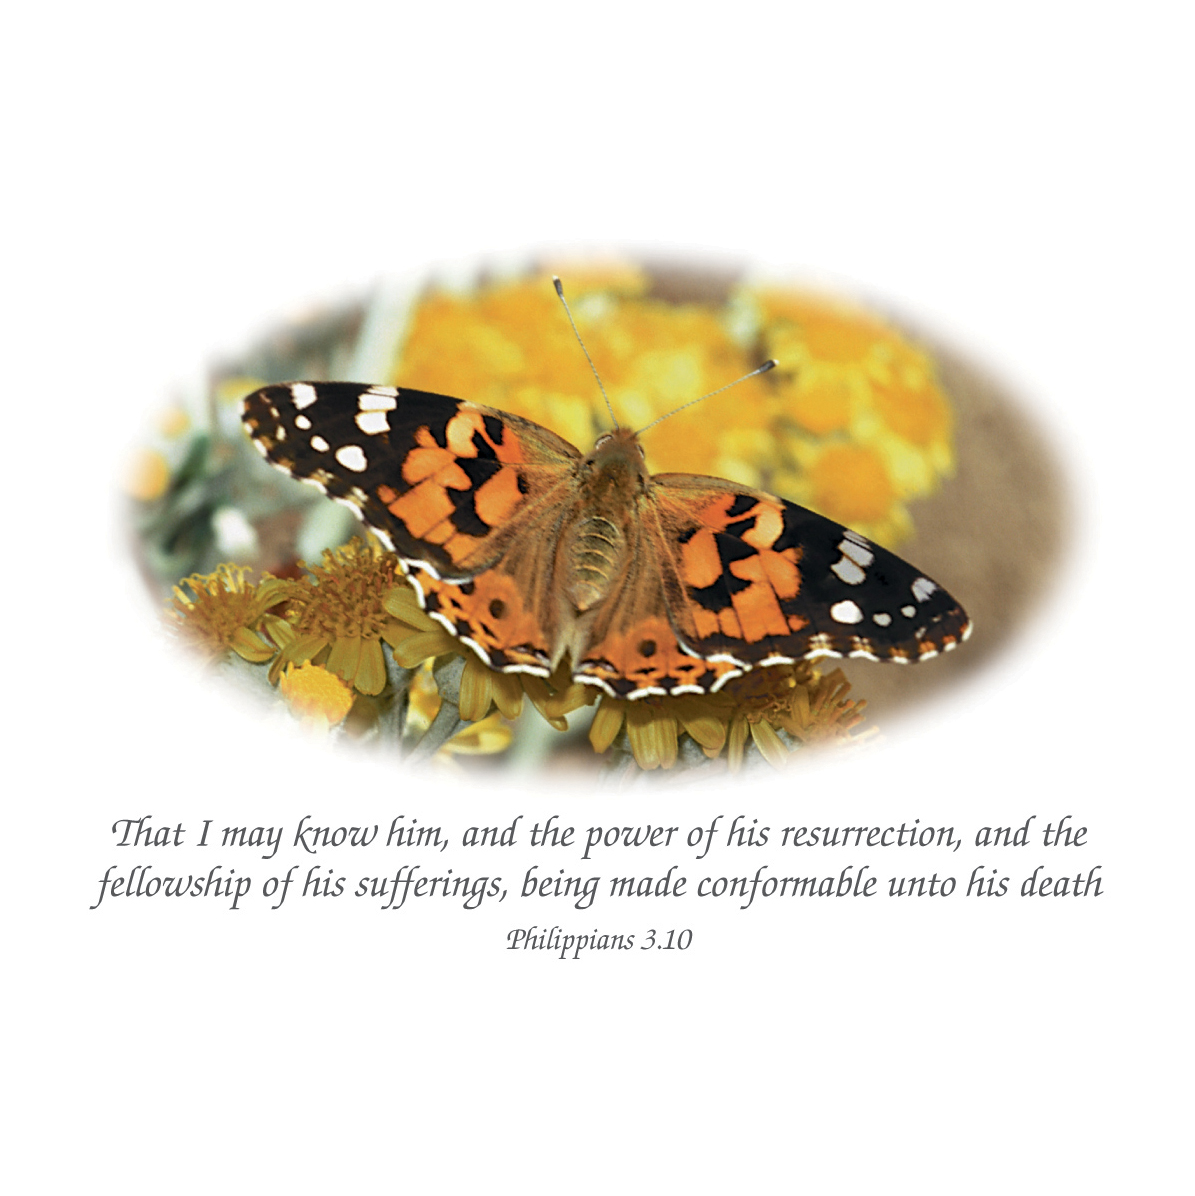 That I may know him, and the power of his resurrection, and the
fellowship of his sufferings, being made conformable unto his death
Philippians 3.10